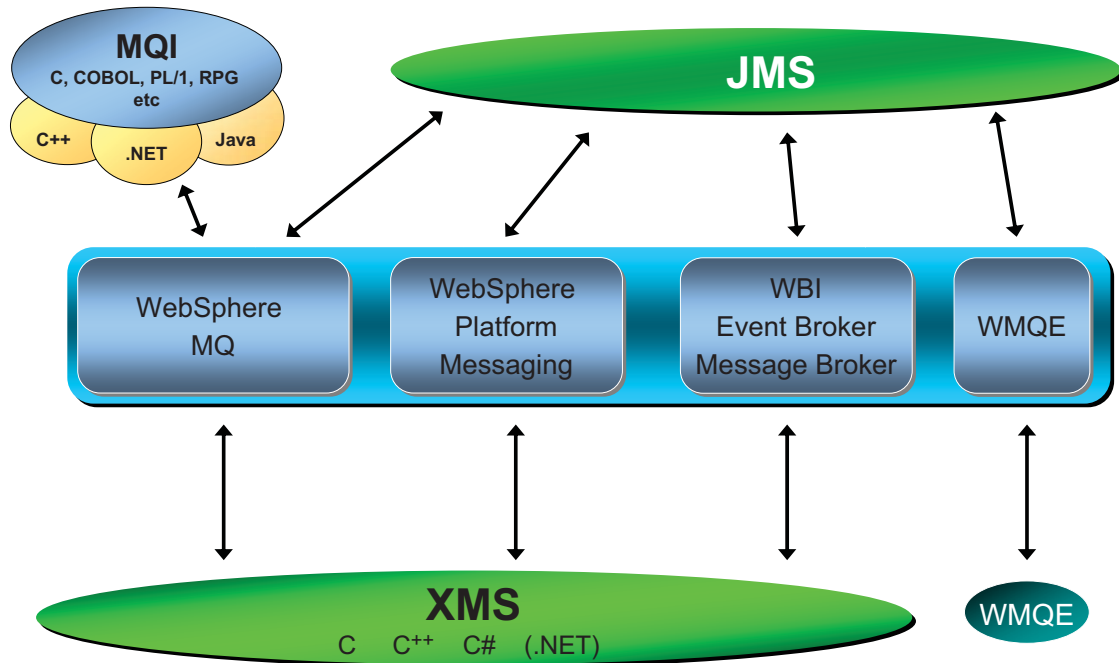 MQI
C, COBOL, PL/1, RPG
etc
C++
.NET
Java
JMS
WebSphere
MQ
WebSphere
Platform
Messaging
WBI
Event Broker
Message Broker
WMQE
XMS
C C++ C# (.NET)
WMQE